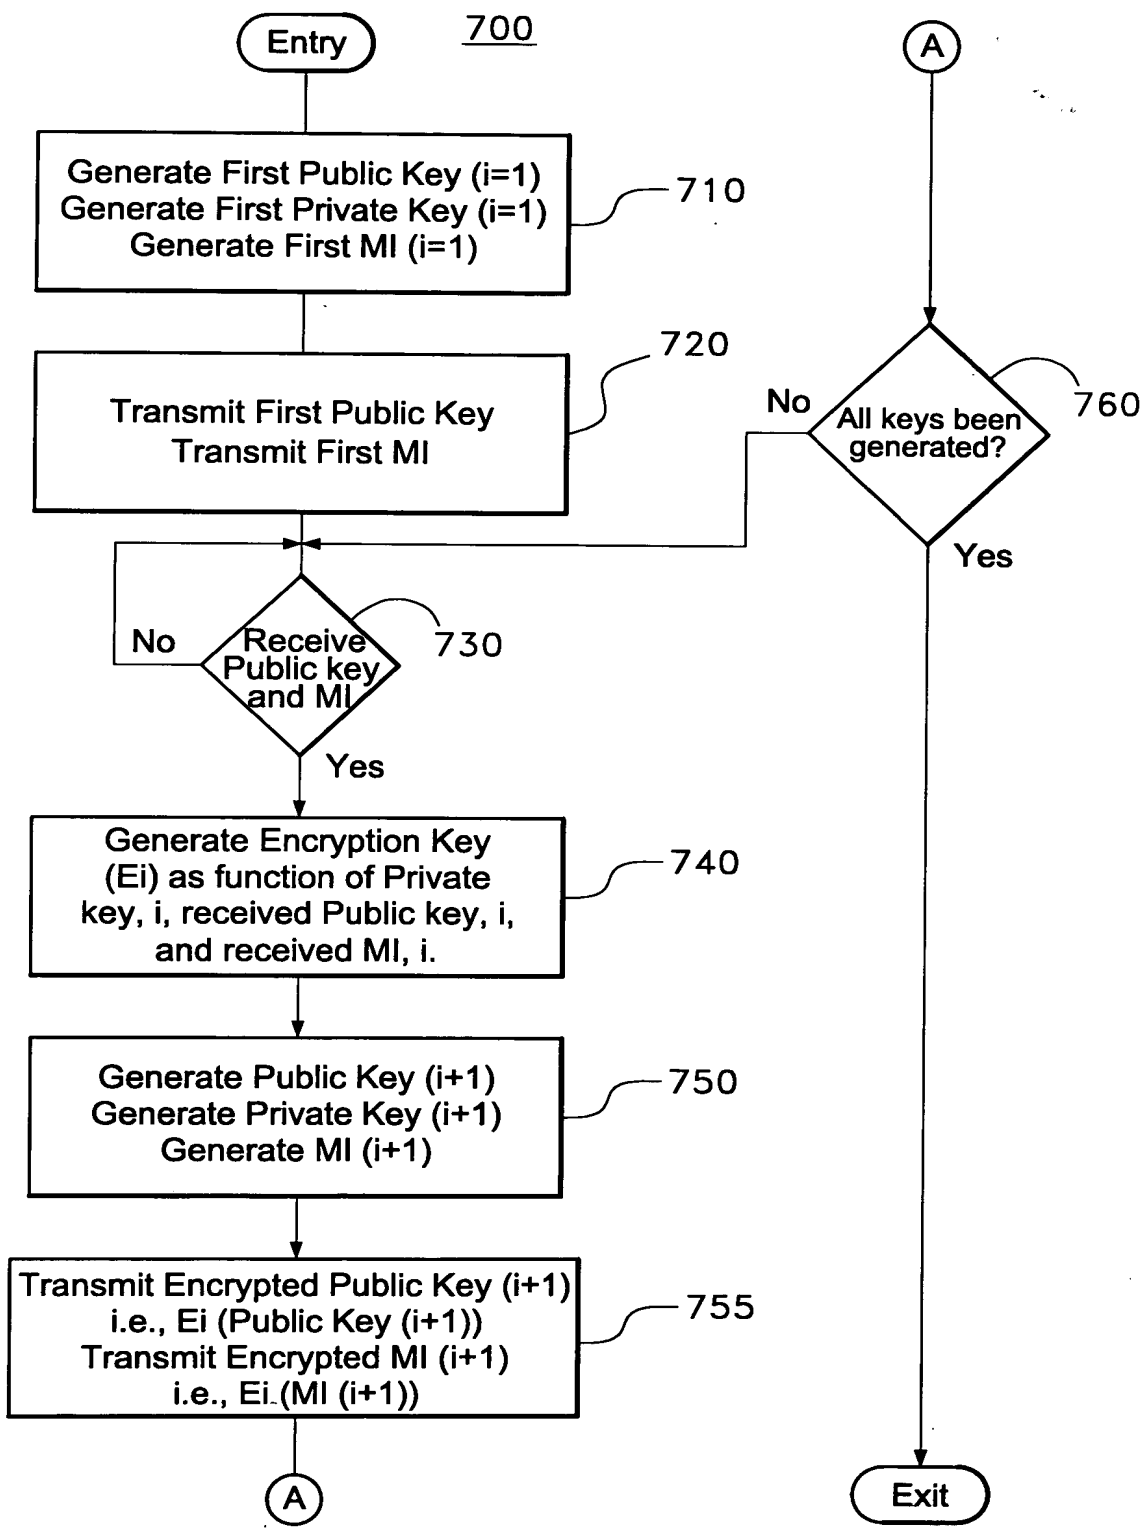 700
Entry
Generate First Public Key (i=1)
Generate First Private Key (i=1)
Generate First MI (i=1)
710
Transmit First Public Key
Transmit First MI
720
Receive
Public key
and MI
730
No
Yes
Generate Encryption Key
(Ei) as function of Private
key, i, received Public key, i,
and received MI, i.
740
Generate Public Key (i+1)
Generate Private Key (i+1)
Generate MI (i+1)
750
Transmit Encrypted Public Key (i+1)
i.e., Ei (Public Key (i+1))
Transmit Encrypted MI (i+1)
i.e., Ei (MI (i+1))
755
A
A
All keys been
generated?
760
No
Yes
Exit